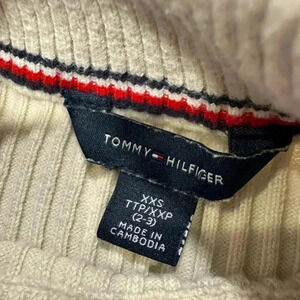 TOMMY HILFIGER
XXS
TTP/XXP
(2-3)
MADE IN
CAMBODIA